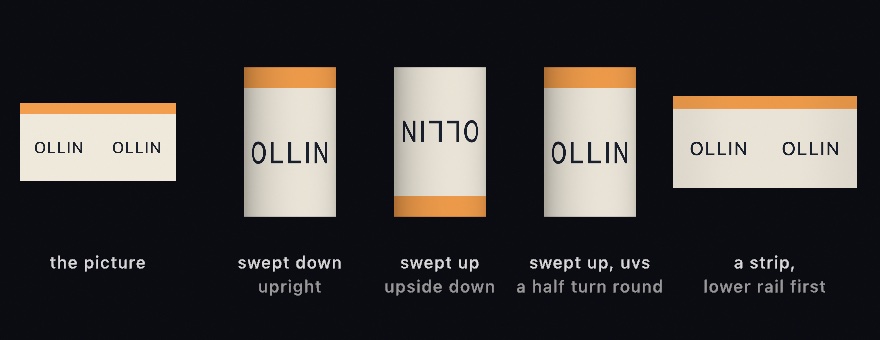 OLLIN OLLIN
OLLIN
OLLIN
OLLIN
OLLIN OLLIN
the picture
swept down
upright
swept up
upside down
swept up, uvs
a half turn round
a strip,
lower rail first